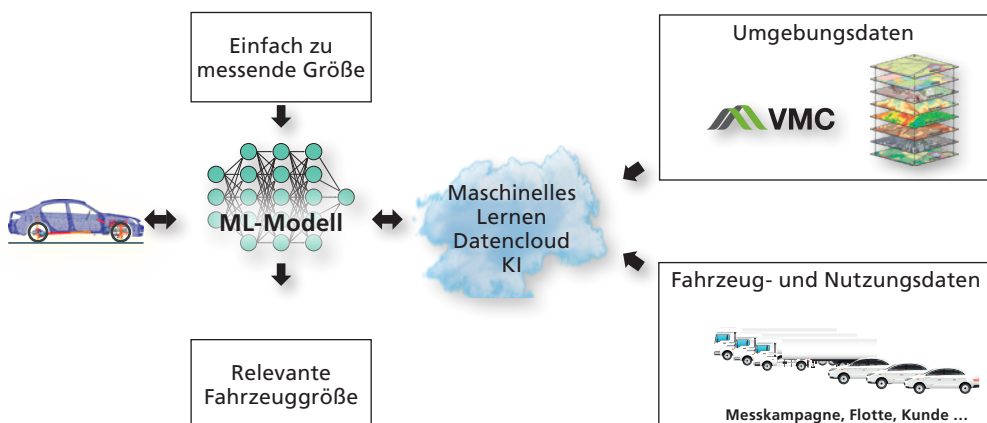 Einfach zu
messende Größe
ML-Modell
Relevante
Fahrzeuggröße
Maschinelles
Lernen
Datencloud
KI
Umgebungsdaten
VMC
Fahrzeug- und Nutzungsdaten
Messkampagne, Flotte, Kunde ...